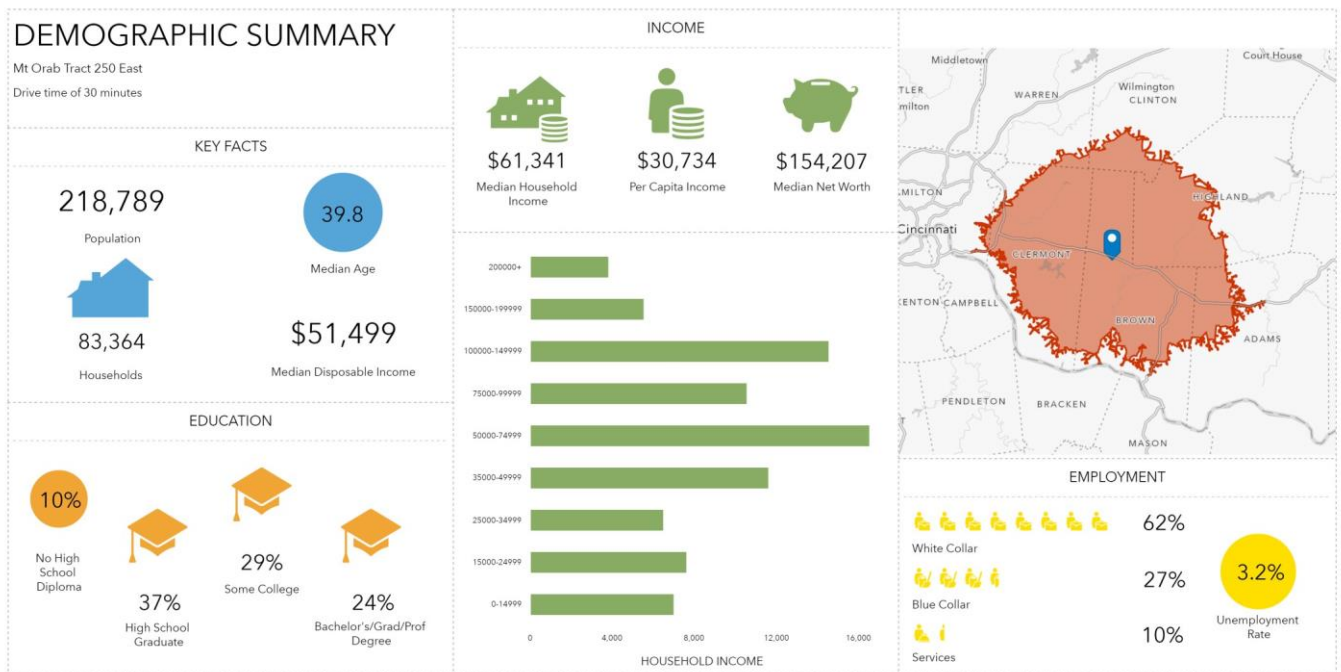 DEMOGRAPHIC SUMMARY
Mt Orab Tract 250 East
Drive time of 30 minutes
KEY FACTS
218,789
Population
39.8
Median Age
83,364
Households
$51,499
Median Disposable Income
EDUCATION
10%
No High
School
Diploma
37%
High School
Graduate
29%
Some College
24%
Bachelor's/Grad/Prof
Degree
INCOME
$61,341
Median Household
Income
$30,734
Per Capita Income
$154,207
Median Net Worth
200000+
150000-199999
100000-149999
75000-99999
50000-74999
35000-49999
25000-34999
15000-24999
0-14999
0
4,000
8,000
12,000
16,000
HOUSEHOLD INCOME
Middletown
Court House
WARREN
Wilmington
CLINTON
TLER
milton
MILTON
HIGHLAND
Cincinnati
CLERMONT
KENTON
CAMPBELL
BROWN
ADAMS
PENDLETON
BRACKEN
MASON
EMPLOYMENT
62%
White Collar
27%
Blue Collar
10%
Services
3.2%
Unemployment
Rate